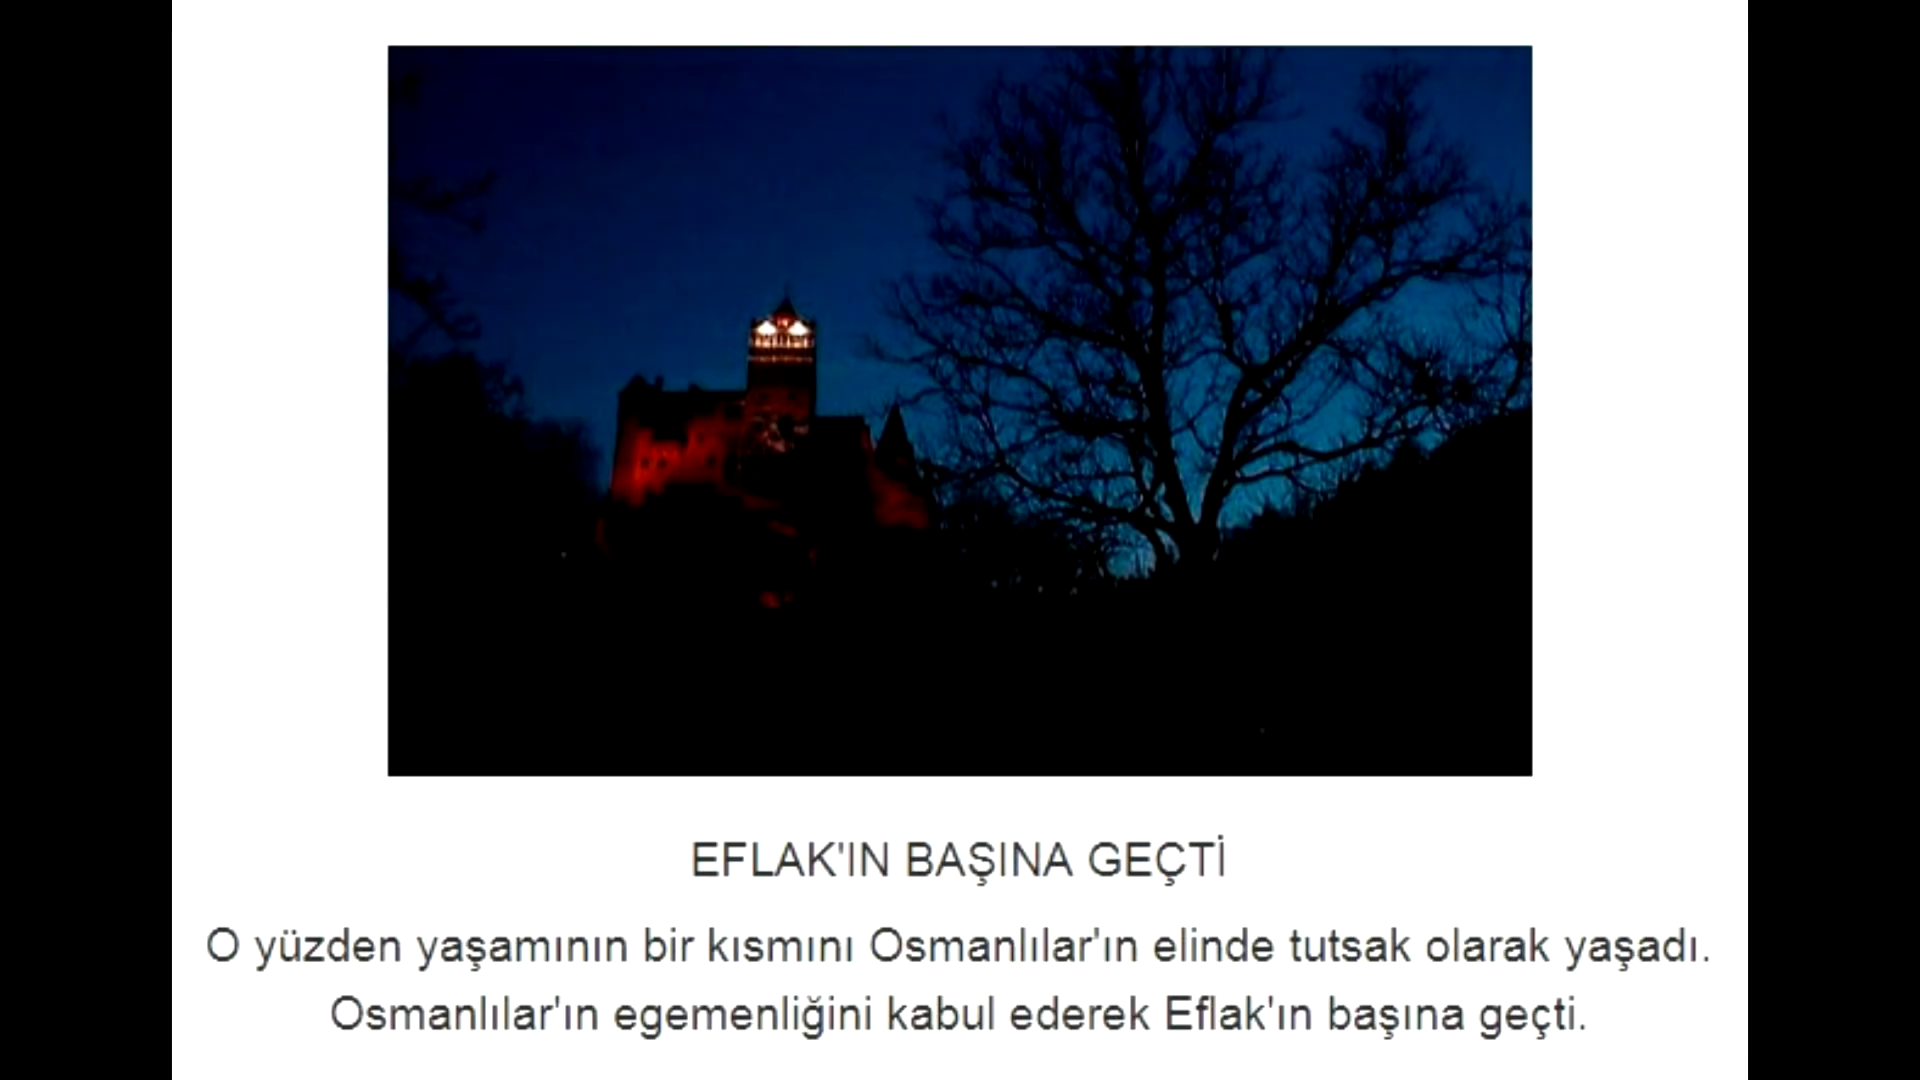 EFLAK'IN BAŞINA GEÇTİ
O yüzden yaşamının bir kısmını Osmanlılar'ın elinde tutsak olarak yaşadı.
Osmanlılar'ın egemenliğini kabul ederek Eflak'ın başına geçti.